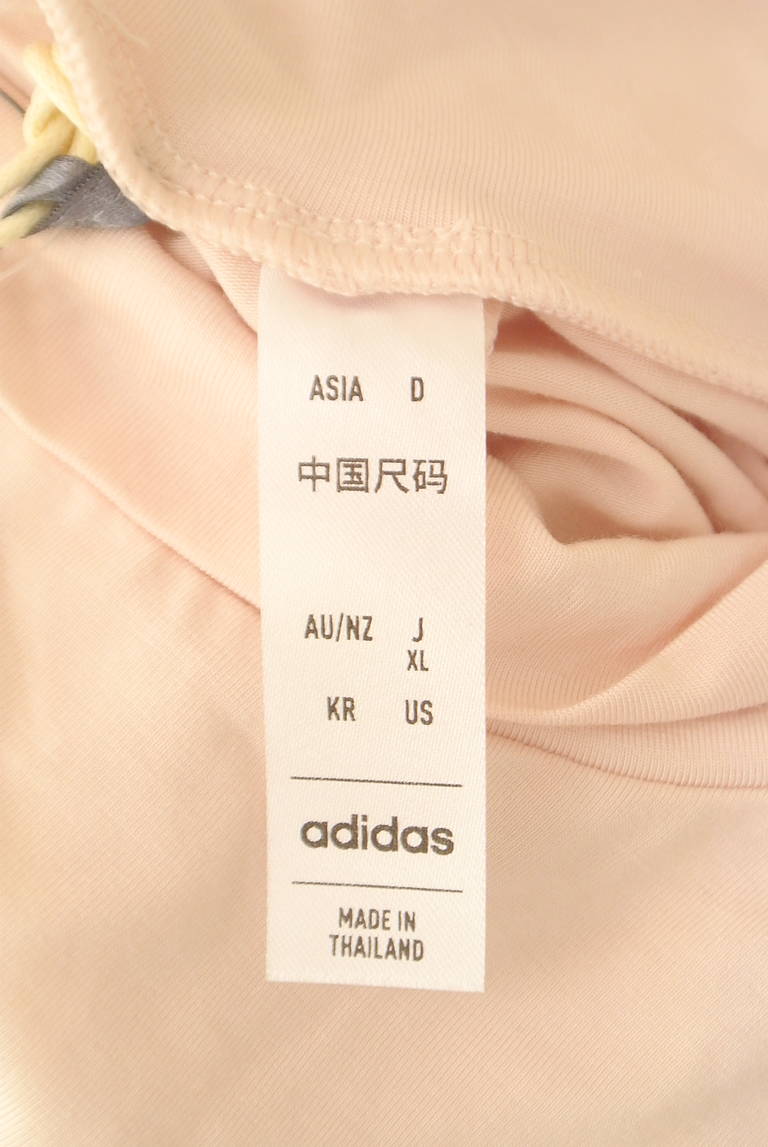 ASIA D
中国尺码
AU/NZ J
XL
KR US
adidas
MADE IN
THAILAND